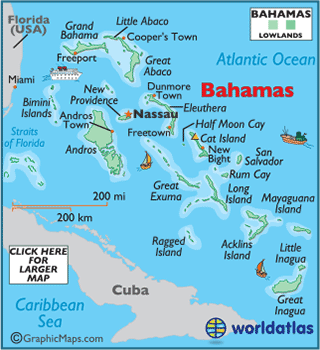 Florida
(USA)
Little Abaco
Grand
Bahama
Cooper's Town
BAHAMAS
LOWLANDS
Freeport
Great
Abaco
Atlantic Ocean
Miami
New
Providence
Dunmore
Town
Bahamas
Bimini
Islands
Nassau
Eleuthera
Andros
Town
Freetown
Half Moon Cay
Cat Island
Straits
of Florida
Andros
New
Bight
San
Salvador
Rum Cay
200 mi
Great
Exuma
Long
Island
Mayaguana
Island
200 km
Ragged
Island
Acklins
Island
Little
Inagua
CLICK HERE
FOR
LARGER
MAP
Cuba
Great
Inagua
Caribbean
Sea
©GraphicMaps.com
worldatlas